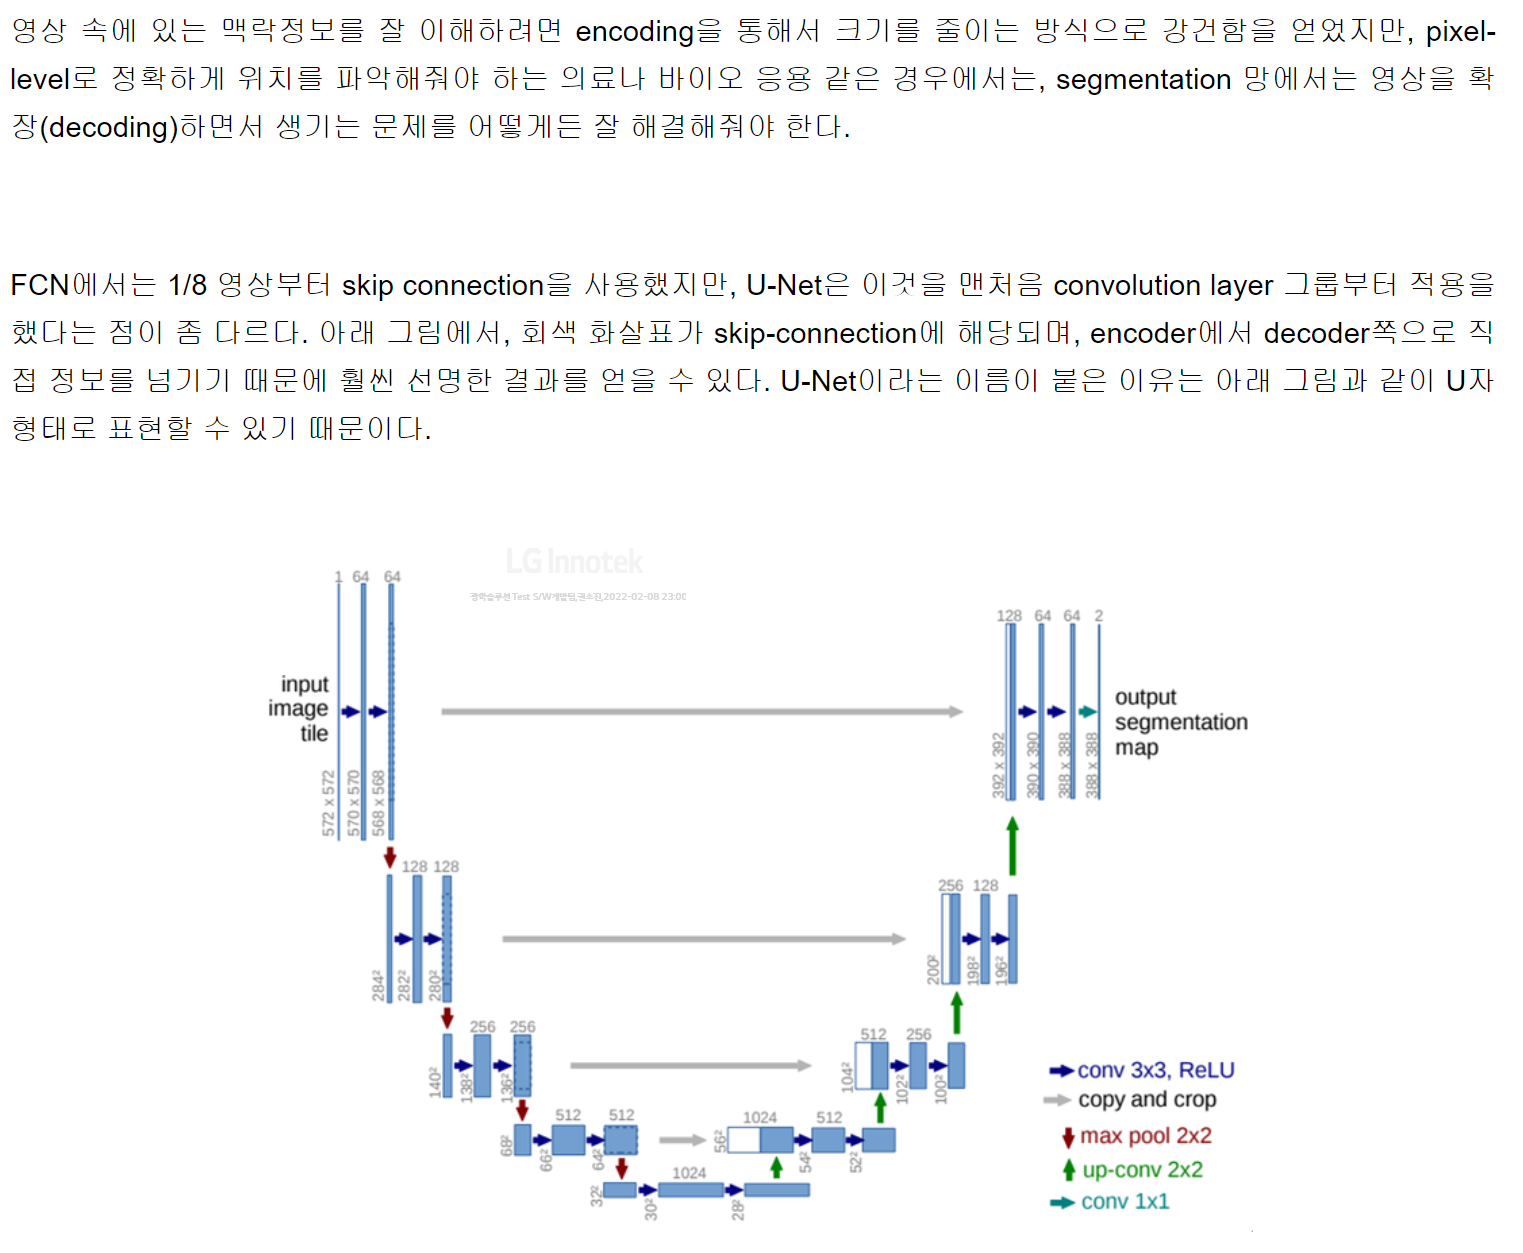 영상 속에 있는 맥락정보를 잘 이해하려면 encoding을 통해서 크기를 줄이는 방식으로 강건함을 얻었지만, pixel-
level로 정확하게 위치를 파악해줘야 하는 의료나 바이오 응용 같은 경우에서는, segmentation 망에서는 영상을 확
장(decoding)하면서 생기는 문제를 어떻게든 잘 해결해줘야 한다.
FCN에서는 1/8 영상부터 skip connection을 사용했지만, U-Net은 이것을 맨처음 convolution layer 그룹부터 적용을
했다는 점이 좀 다르다. 아래 그림에서, 회색 화살표가 skip-connection에 해당되며, encoder에서 decoder쪽으로 직
접 정보를 넘기기 때문에 훨씬 선명한 결과를 얻을 수 있다. U-Net이라는 이름이 붙은 이유는 아래 그림과 같이 U자
형태로 표현할 수 있기 때문이다.
LG Innotek
광학솔루션 Test S/W개발팀,권소진,2022-02-08 23:00
1 64 64
128 64 64 2
input
image
tile
output
segmentation
map
572 x 572
570 x 570
568 x 568
392 x 392
390 x 390
388 x 388
388 x 388
128 128
256 128
284²
282²
280²
200²
198²
196²
256 256
512 256
140²
138²
136²
104²
102²
100²
512 512
1024 512
68²
66²
64²
56²
54²
52²
1024
32²
30²
28²
conv 3x3, ReLU
copy and crop
max pool 2x2
up-conv 2x2
conv 1x1